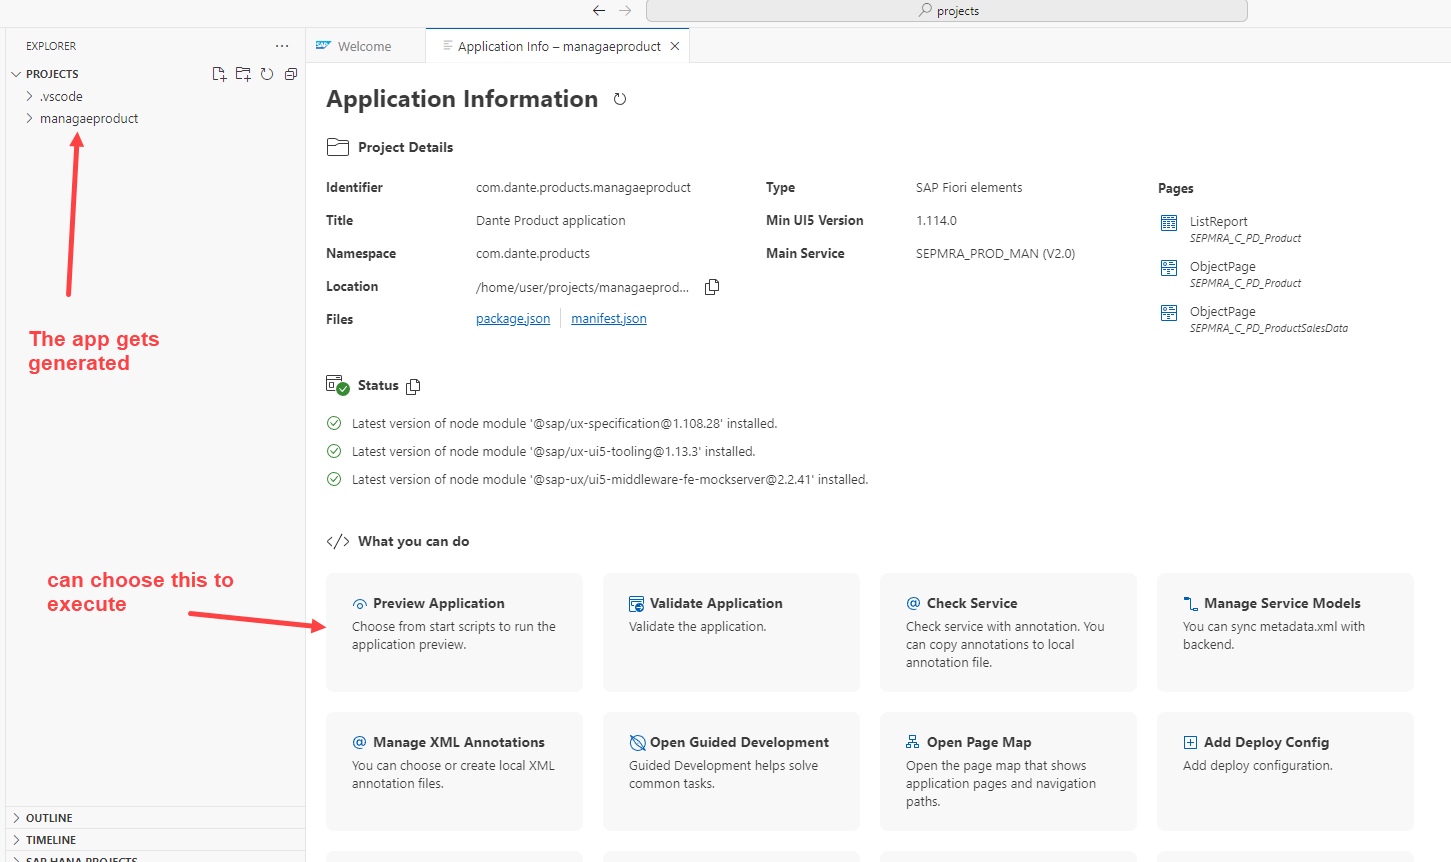 projects
EXPLORER
PROJECTS
.vscode
managaeproduct
The app gets
generated
can choose this to
execute
OUTLINE
TIMELINE
SAP HANA PROJECTS
SAP Welcome
Application Info – managaeproduct
Application Information
Project Details
Identifier com.dante.products.managaeproduct
Title Dante Product application
Namespace com.dante.products
Location /home/user/projects/managaeprod...
Files package.json manifest.json
Type SAP Fiori elements
Min UI5 Version 1.114.0
Main Service SEPMRA_PROD_MAN (V2.0)
Pages
ListReport
SEPMRA_C_PD_Product
ObjectPage
SEPMRA_C_PD_Product
ObjectPage
SEPMRA_C_PD_ProductSalesData
Status
Latest version of node module '@sap/ux-specification@1.108.28' installed.
Latest version of node module '@sap/ux-ui5-tooling@1.13.3' installed.
Latest version of node module '@sap-ux/ui5-middleware-fe-mockserver@2.2.41' installed.
What you can do
Preview Application
Choose from start scripts to run the
application preview.
Validate Application
Validate the application.
Check Service
Check service with annotation. You
can copy annotations to local
annotation file.
Manage Service Models
You can sync metadata.xml with
backend.
Manage XML Annotations
You can choose or create local XML
annotation files.
Open Guided Development
Guided Development helps solve
common tasks.
Open Page Map
Open the page map that shows
application pages and navigation
paths.
Add Deploy Config
Add deploy configuration.